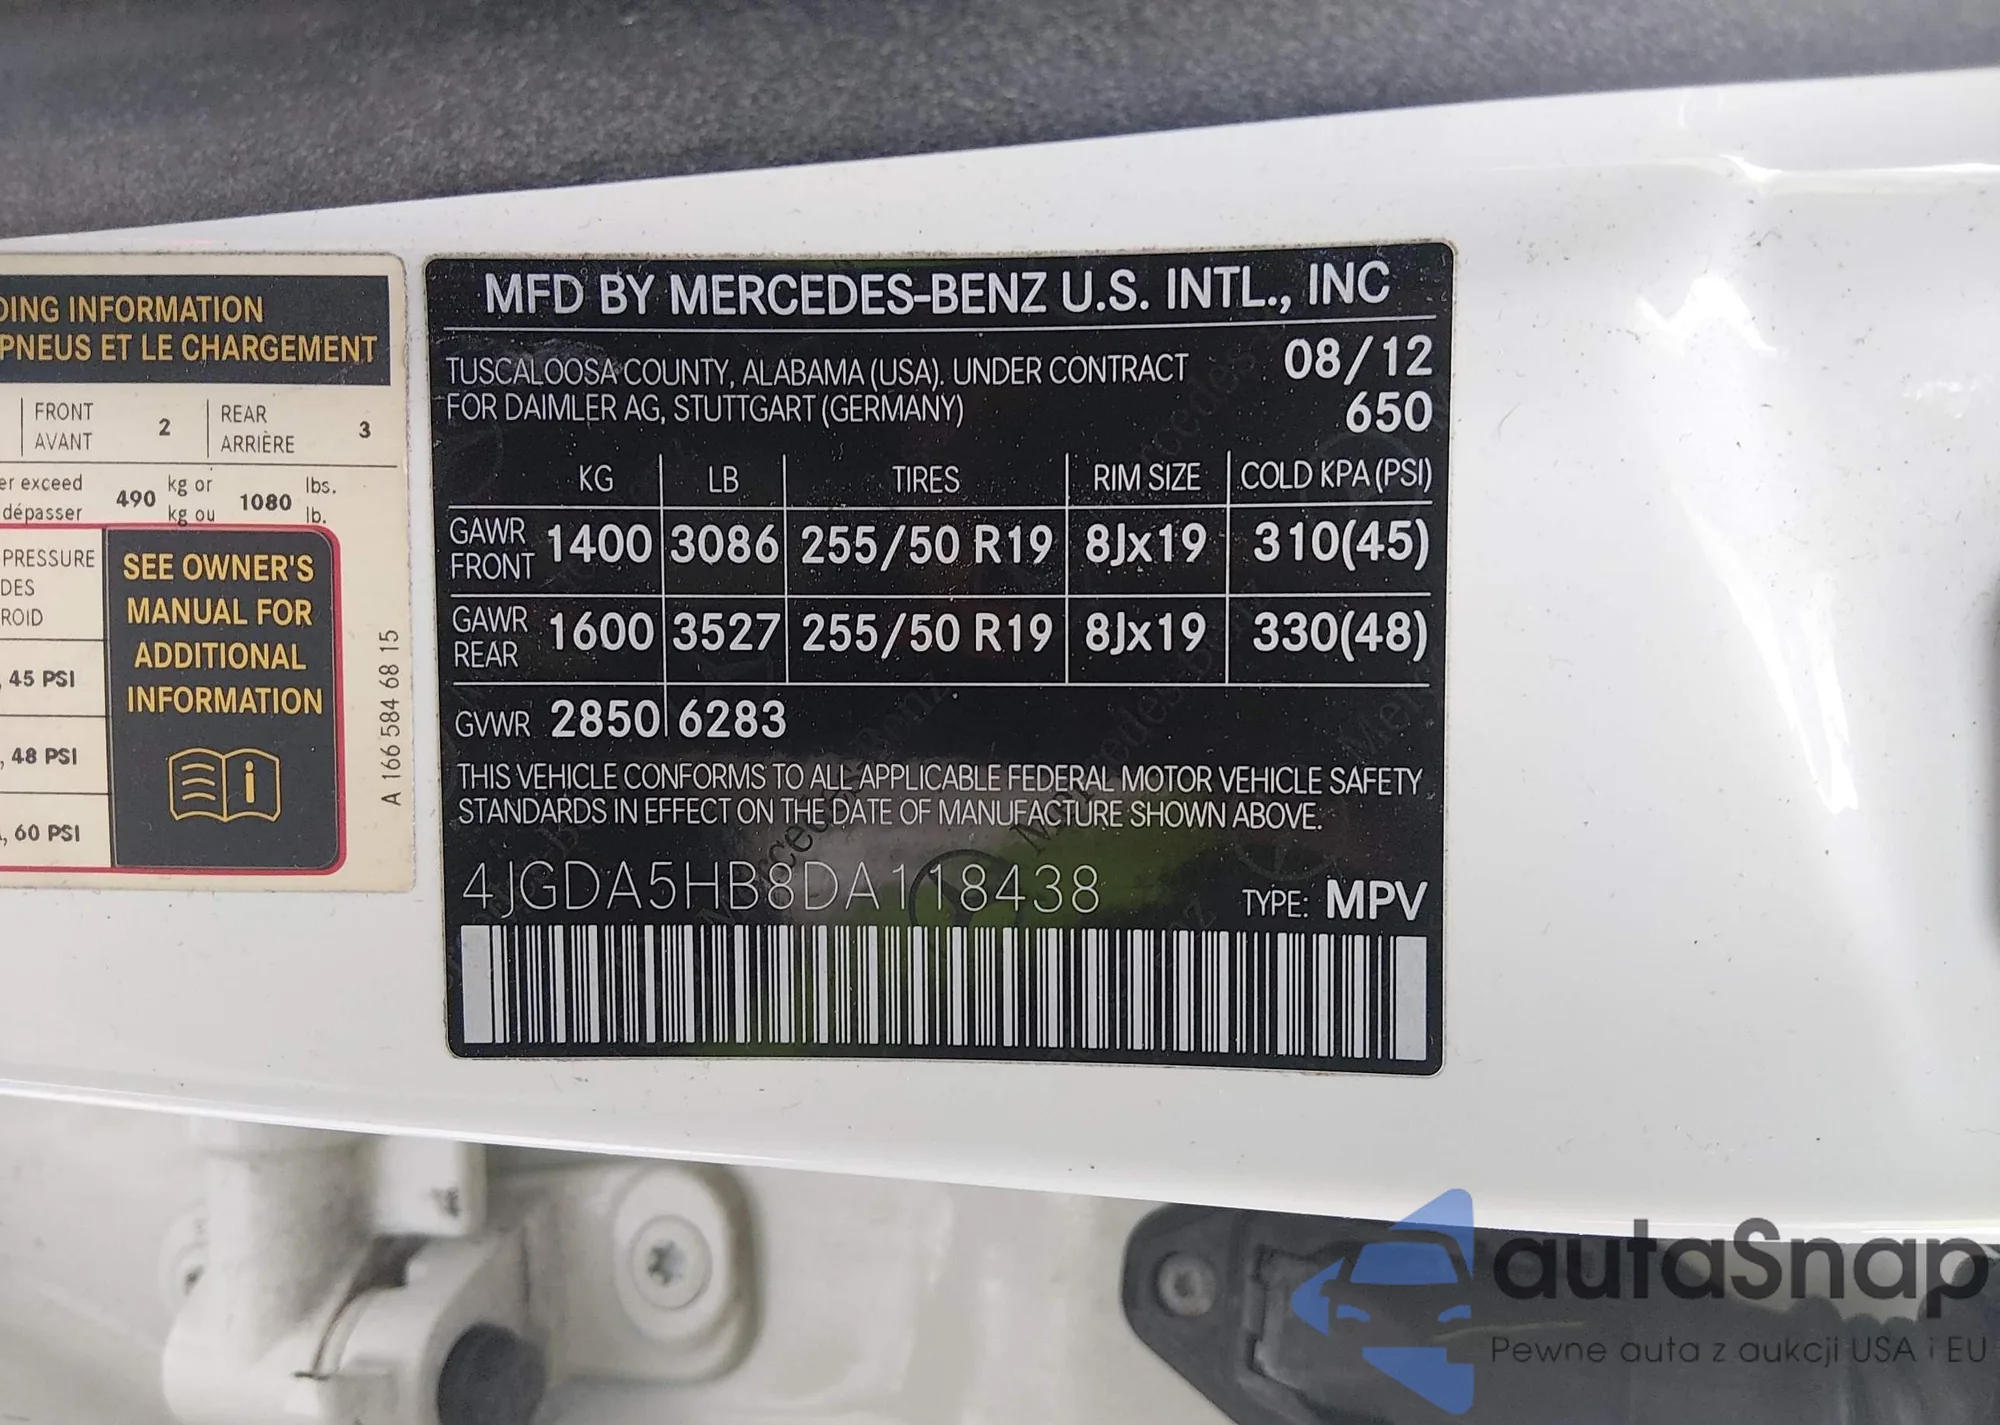 DING INFORMATION
PNEUS ET LE CHARGEMENT
FRONT
AVANT
2
REAR
ARRIÈRE
3
er exceed
dépasser
490
kg or
kg ou
1080
lbs.
lb.
PRESSURE
DES
ROID
45 PSI
48 PSI
60 PSI
SEE OWNER'S
MANUAL FOR
ADDITIONAL
INFORMATION
i
A 166 584 68 15
MFD BY MERCEDES-BENZ U.S. INTL., INC
TUSCALOOSA COUNTY, ALABAMA (USA). UNDER CONTRACT
FOR DAIMLER AG, STUTTGART (GERMANY)
08/12
650
KG LB TIRES RIM SIZE COLD KPA (PSI)
GAWR FRONT 1400 3086 255/50 R19 8Jx19 310(45)
GAWR REAR 1600 3527 255/50 R19 8Jx19 330(48)
GVWR 2850 6283
THIS VEHICLE CONFORMS TO ALL APPLICABLE FEDERAL MOTOR VEHICLE SAFETY
STANDARDS IN EFFECT ON THE DATE OF MANUFACTURE SHOWN ABOVE.
4JGDA5HB8DA118438
TYPE: MPV
autaSnap
Pewne auta z aukcji USA i EU